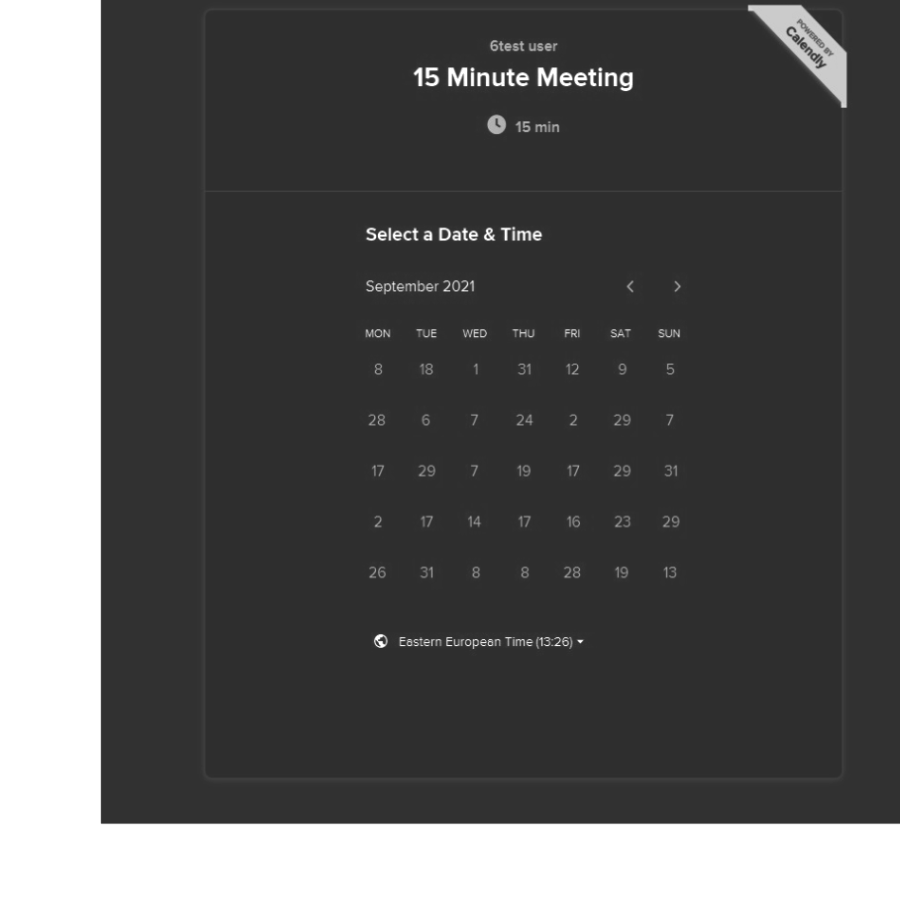 6test user
15 Minute Meeting
15 min
POWERED BY
Calendly
Select a Date & Time
September 2021
MON TUE WED THU FRI SAT SUN
8 18 1 31 12 9 5
28 6 7 24 2 29 7
17 29 7 19 17 29 31
2 17 14 17 16 23 29
26 31 8 8 28 19 13
Eastern European Time (13:26)